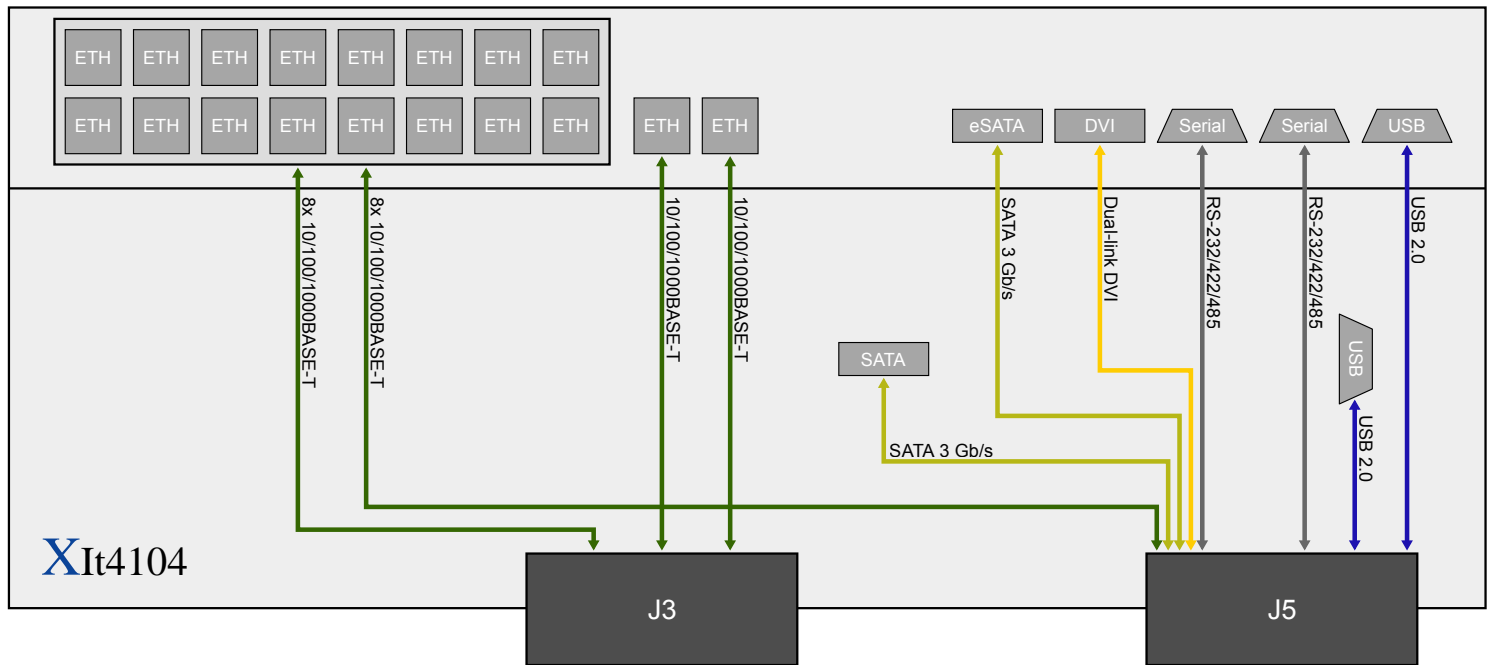 ETH ETH ETH ETH ETH ETH ETH ETH
ETH ETH ETH ETH ETH ETH ETH ETH
ETH ETH
eSATA DVI Serial Serial USB
8x 10/100/1000BASE-T
8x 10/100/1000BASE-T
10/100/1000BASE-T
10/100/1000BASE-T
SATA 3 Gb/s
Dual-link DVI
RS-232/422/485
RS-232/422/485
USB 2.0
SATA
USB
SATA 3 Gb/s
USB 2.0
XIt4104
J3
J5